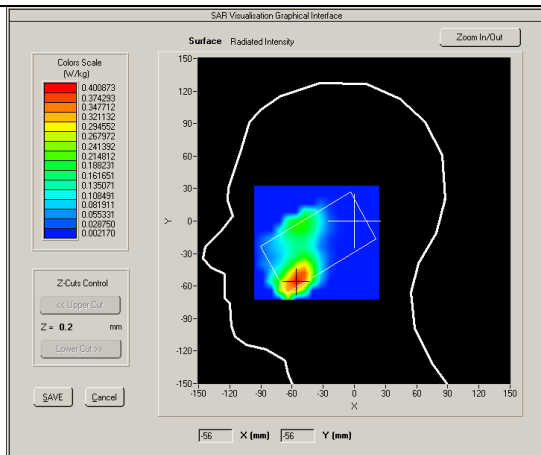 SAR Visualisation Graphical Interface
Surface Radiated Intensity
Zoom In/Out
Colors Scale
(W/kg)
0.400873
0.374293
0.347712
0.321132
0.294552
0.267972
0.241392
0.214812
0.188231
0.161651
0.135071
0.108491
0.081911
0.055331
0.028750
0.002170
Z-Cuts Control
<< Upper Cut
Z = 0.2 mm
Lower Cut >>
SAVE
Cancel
150-
120-
90-
60-
30-
0-
-30-
-60-
-90-
-120-
-150-
Y
-150 -120 -90 -60 -30 0 30 60 90 120 150
X
-56 X (mm) -56 Y (mm)